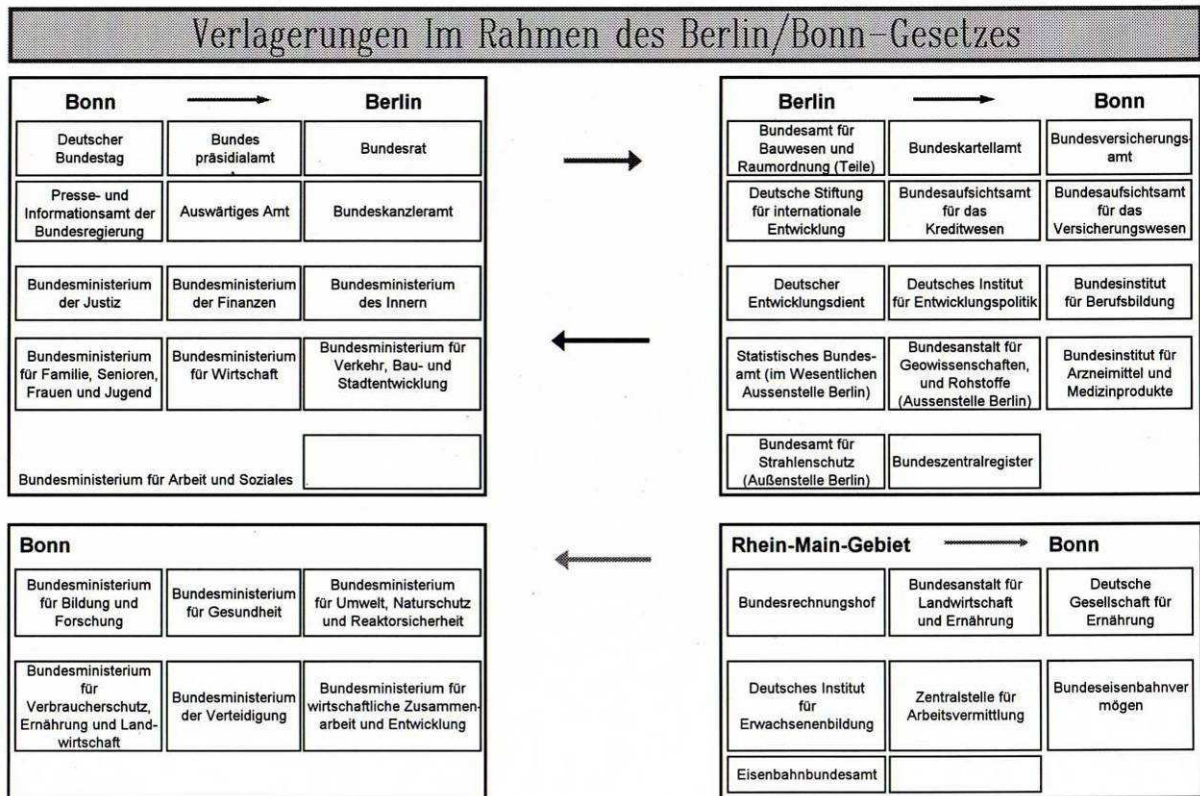 Verlagerungen Im Rahmen des Berlin/Bonn-Gesetzes
Bonn
Berlin
Deutscher
Bundestag
Bundes
präsidialamt
Bundesrat
Presse- und
Informationsamt der
Bundesregierung
Auswärtiges Amt
Bundeskanzleramt
Bundesministerium
der Justiz
Bundesministerium
der Finanzen
Bundesministerium
des Innern
Bundesministerium
für Familie, Senioren,
Frauen und Jugend
Bundesministerium
für Wirtschaft
Bundesministerium für
Verkehr, Bau- und
Stadtentwicklung
Bundesministerium für Arbeit und Soziales
Berlin
Bonn
Bundesamt für
Bauwesen und
Raumordnung (Teile)
Bundeskartellamt
Bundesversicherungs-
amt
Deutsche Stiftung
für internationale
Entwicklung
Bundesaufsichtsamt
für das
Kreditwesen
Bundesaufsichtsamt
für das
Versicherungswesen
Deutscher
Entwicklungsdient
Deutsches Institut
für Entwicklungspolitik
Bundesinstitut
für Berufsbildung
Statistisches Bundes-
amt (im Wesentlichen
Aussenstelle Berlin)
Bundesanstalt für
Geowissenschaften,
und Rohstoffe
(Aussenstelle Berlin)
Bundesinstitut für
Arzneimittel und
Medizinprodukte
Bundesamt für
Strahlenschutz
(Außenstelle Berlin)
Bundeszentralregister
Bonn
Bundesministerium
für Bildung und
Forschung
Bundesministerium
für Gesundheit
Bundesministerium
für Umwelt, Naturschutz
und Reaktorsicherheit
Bundesministerium
für
Verbraucherschutz,
Ernährung und Land-
wirtschaft
Bundesministerium
der Verteidigung
Bundesministerium für
wirtschaftliche Zusammen-
arbeit und Entwicklung
Rhein-Main-Gebiet
Bonn
Bundesrechnungshof
Bundesanstalt für
Landwirtschaft
und Ernährung
Deutsche
Gesellschaft für
Ernährung
Deutsches Institut
für
Erwachsenenbildung
Zentralstelle für
Arbeitsvermittlung
Bundeseisenbahnver
mögen
Eisenbahnbundesamt